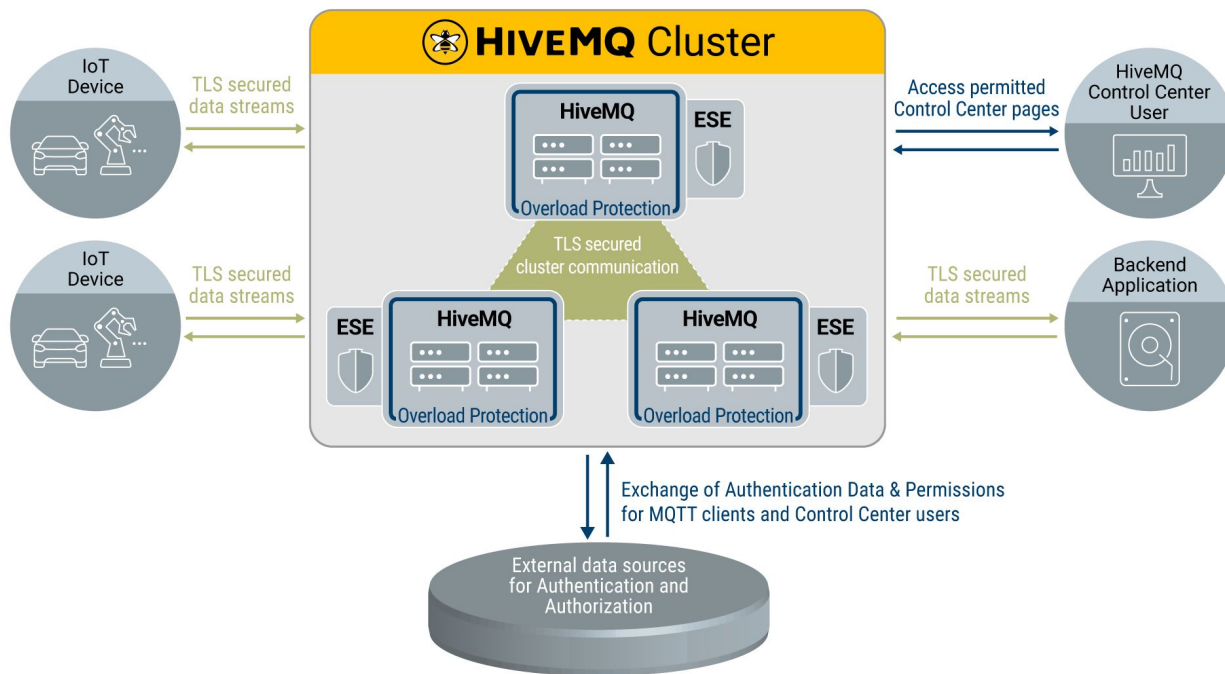 HIVEMQ Cluster
IoT
Device
TLS secured
data streams
HiveMQ
ESE
Overload Protection
Access permitted
Control Center pages
HiveMQ
Control Center
User
TLS secured
cluster communication
IoT
Device
TLS secured
data streams
ESE
HiveMQ
Overload Protection
HiveMQ
ESE
Overload Protection
TLS secured
data streams
Backend
Application
Exchange of Authentication Data & Permissions
for MQTT clients and Control Center users
External data sources
for Authentication and
Authorization